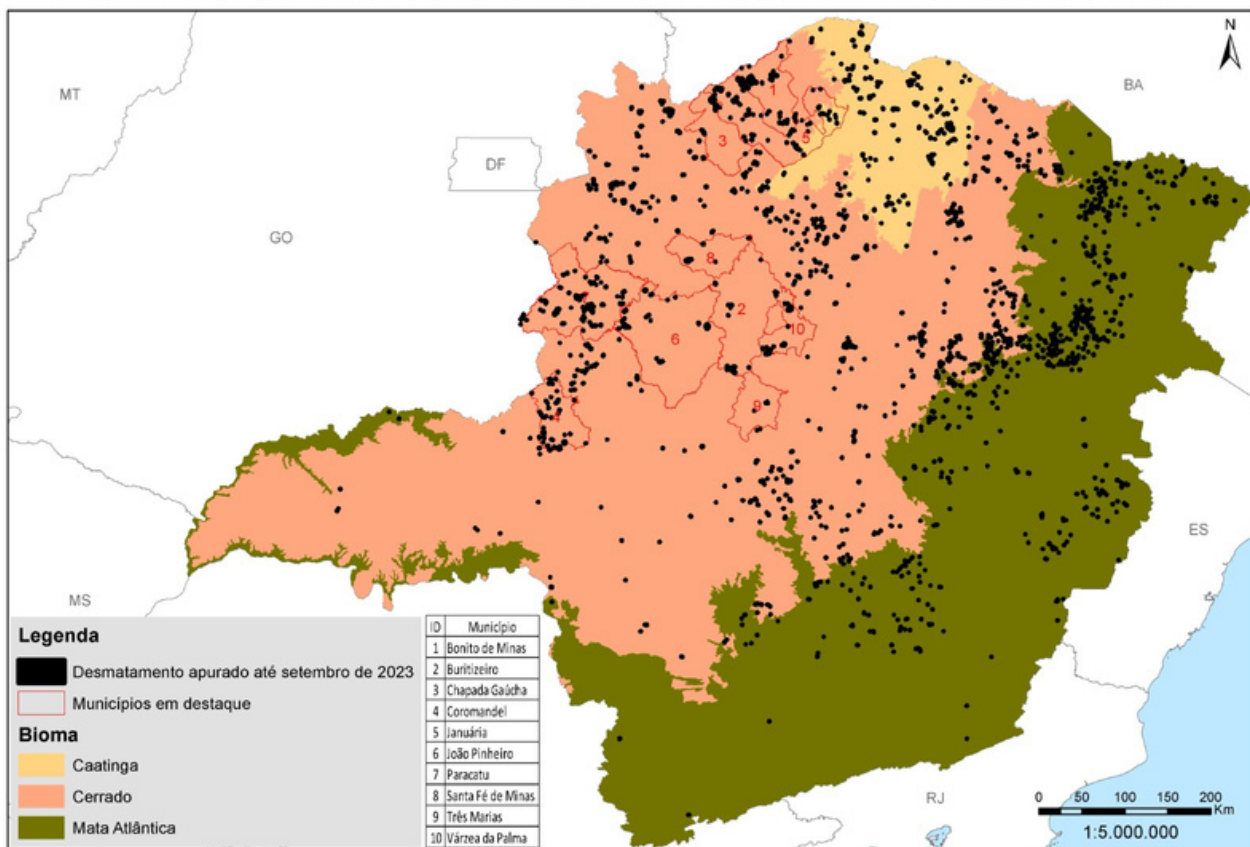 N
MT
BA
DF
GO
1
3
5
8
7
2
10
6
4
9
ES
MS
RJ
Legenda
Desmatamento apurado até setembro de 2023
Municípios em destaque
Bioma
Caatinga
Cerrado
Mata Atlântica
ID Município
1 Bonito de Minas
2 Buritizeiro
3 Chapada Gaúcha
4 Coromandel
5 Januária
6 João Pinheiro
7 Paracatu
8 Santa Fé de Minas
9 Três Marias
10 Várzea da Palma
0 50 100 150 200
Km
1:5.000.000